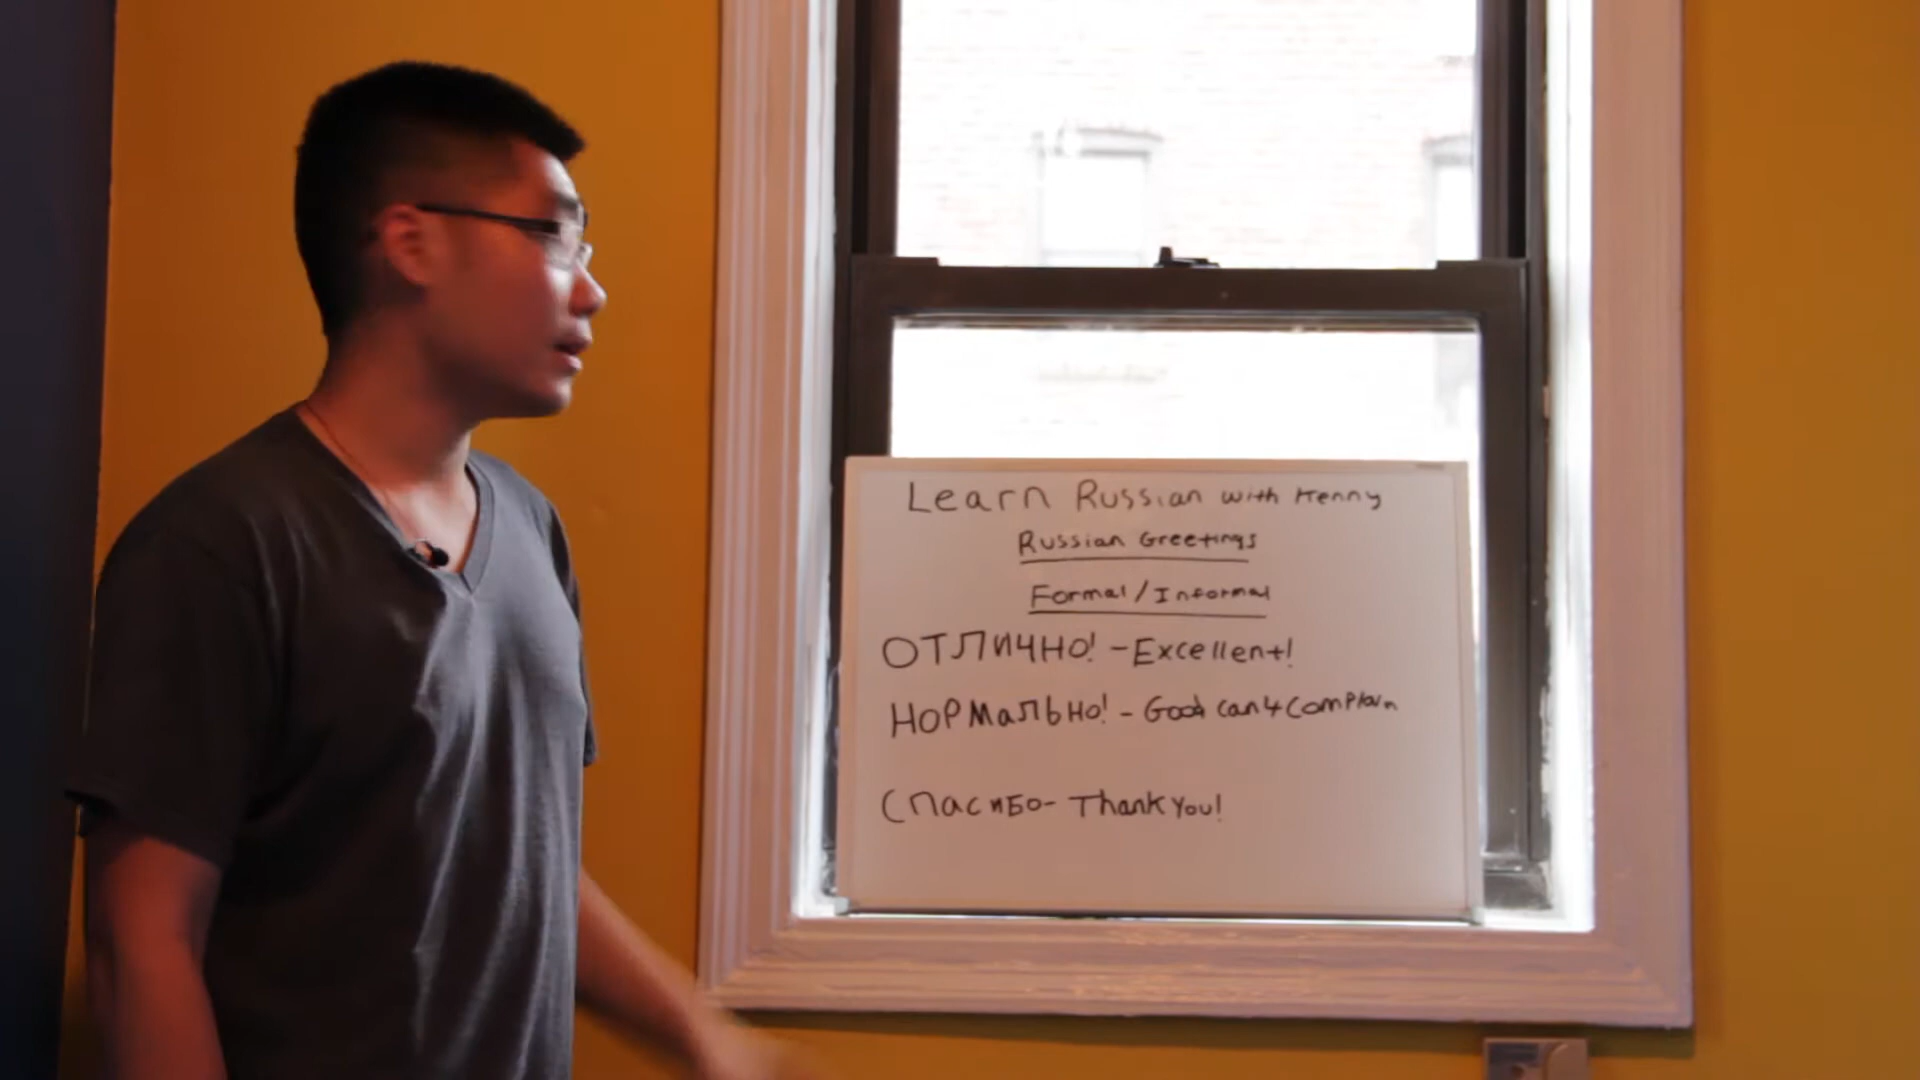 Learn Russian with Kenny
Russian Greetings
Formal/Informal
ОТЛИЧНО! - Excellent!
НОРМАЛЬНО! - Good can't complain
Спасибо - Thank you!